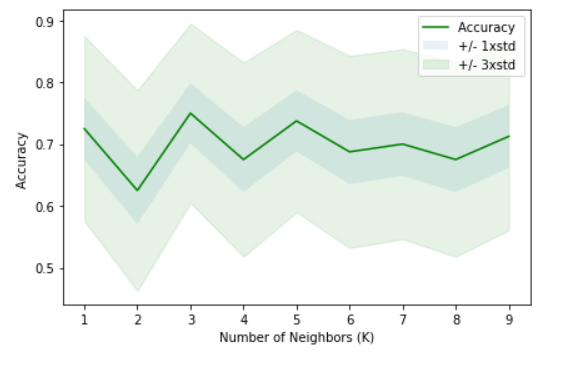 0.9
0.8
0.7
0.6
0.5
Accuracy
Accuracy
+/- 1xstd
+/- 3xstd
1 2 3 4 5 6 7 8 9
Number of Neighbors (K)